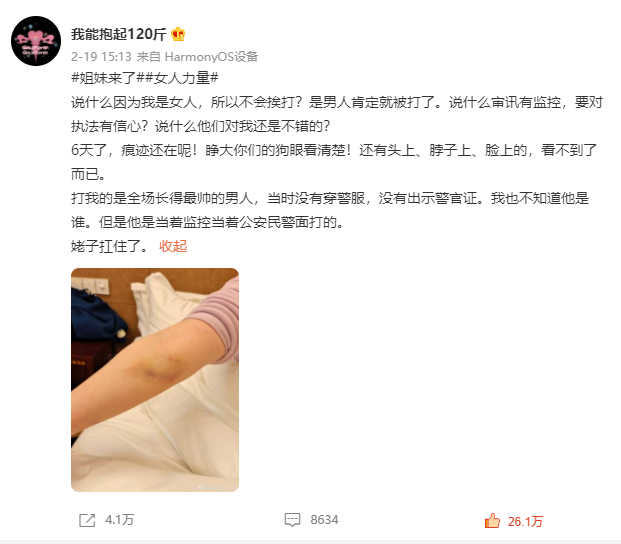 我能抱起120斤
2-19 15:13 来自 HarmonyOS设备
#姐妹来了##女人力量#
说什么因为我是女人，所以不会挨打？是男人肯定就被打了。说什么审讯有监控，要对
执法有信心？说什么他们对我还是不错的？
6天了，痕迹还在呢！睁大你们的狗眼看清楚！还有头上、脖子上、脸上的，看不到了
而已。
打我的是全场长得最帅的男人，当时没有穿警服，没有出示警官证。我也不知道他是
谁。但是他是当着监控当着公安民警面打的。
姥子扛住了。 收起
4.1万
8634
26.1万